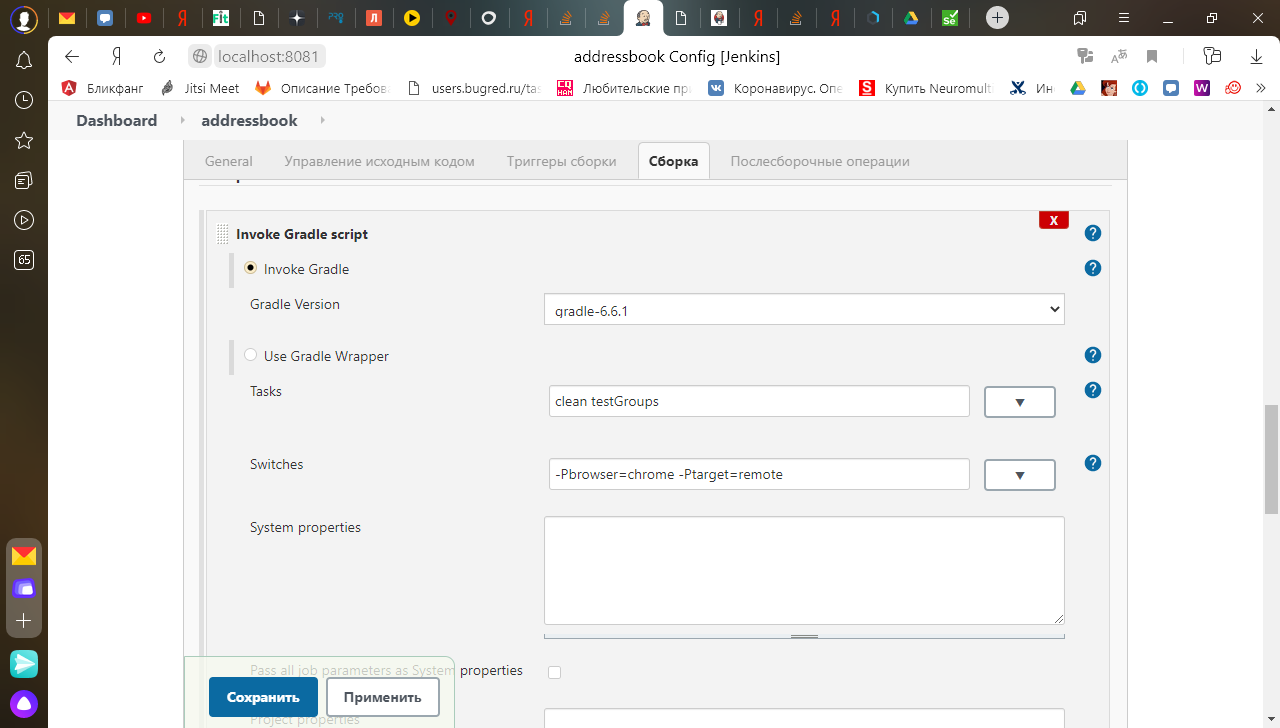 localhost:8081
addressbook Config [Jenkins]
Бликфанг
Jitsi Meet
Описание Требова
users.bugred.ru/tas
Любительские пр
Коронавирус. Опе
Купить Neuromult
Ин
Dashboard
addressbook
General
Управление исходным кодом
Триггеры сборки
Сборка
Послесборочные операции
Invoke Gradle script
X
Invoke Gradle
Gradle Version
gradle-6.6.1
Use Gradle Wrapper
Tasks
clean testGroups
Switches
-Pbrowser=chrome -Ptarget=remote
System properties
Pass all job parameters as System properties
Сохранить
Применить
Project properties
65